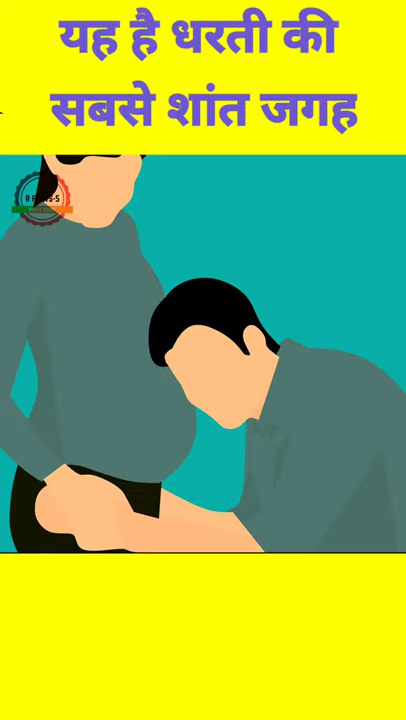 यह है धरती की
सबसे शांत जगह